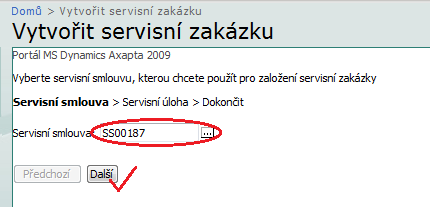 Domů > Vytvořit servisní zakázku
Vytvořit servisní zakázku
Portál MS Dynamics Axapta 2009
Vyberte servisní smlouvu, kterou chcete použít pro založení servisní zakázky
Servisní smlouva > Servisní úloha > Dokončit
Servisní smlouva: SS00187 ...
Předchozí Další